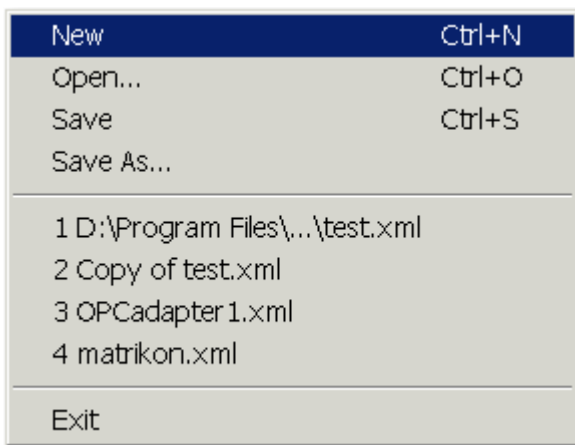 New Ctrl+N
Open... Ctrl+O
Save Ctrl+S
Save As...
1 D:\Program Files\...\test.xml
2 Copy of test.xml
3 OPCadapter1.xml
4 matrikon.xml
Exit